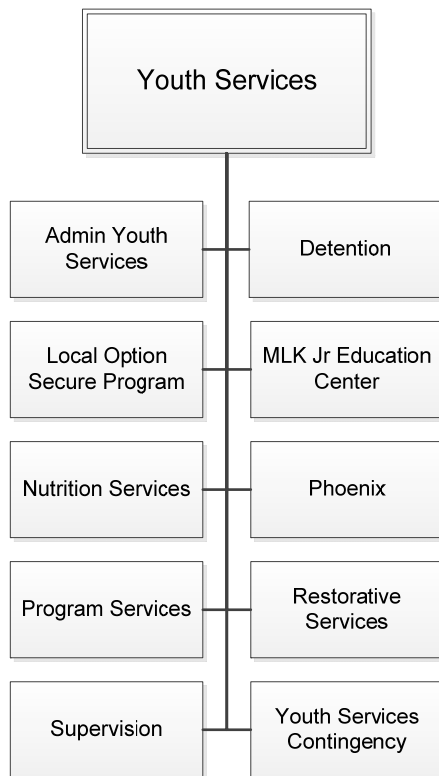 Youth Services
Admin Youth
Services
Detention
Local Option
Secure Program
MLK Jr Education
Center
Nutrition Services
Phoenix
Program Services
Restorative
Services
Supervision
Youth Services
Contingency